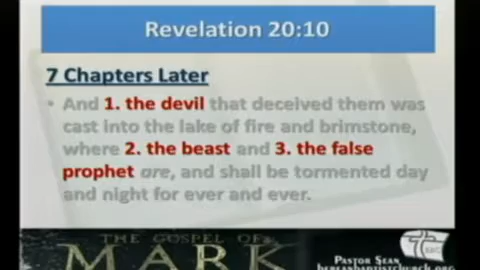 Revelation 20:10
7 Chapters Later
• And 1. the devil that deceived them was
cast into the lake of fire and brimstone,
where 2. the beast and 3. the false
prophet are, and shall be tormented day
and night for ever and ever.
THE GOSPEL OF
MARK
PASTOR SEAN
bereanbaptistchurch.org